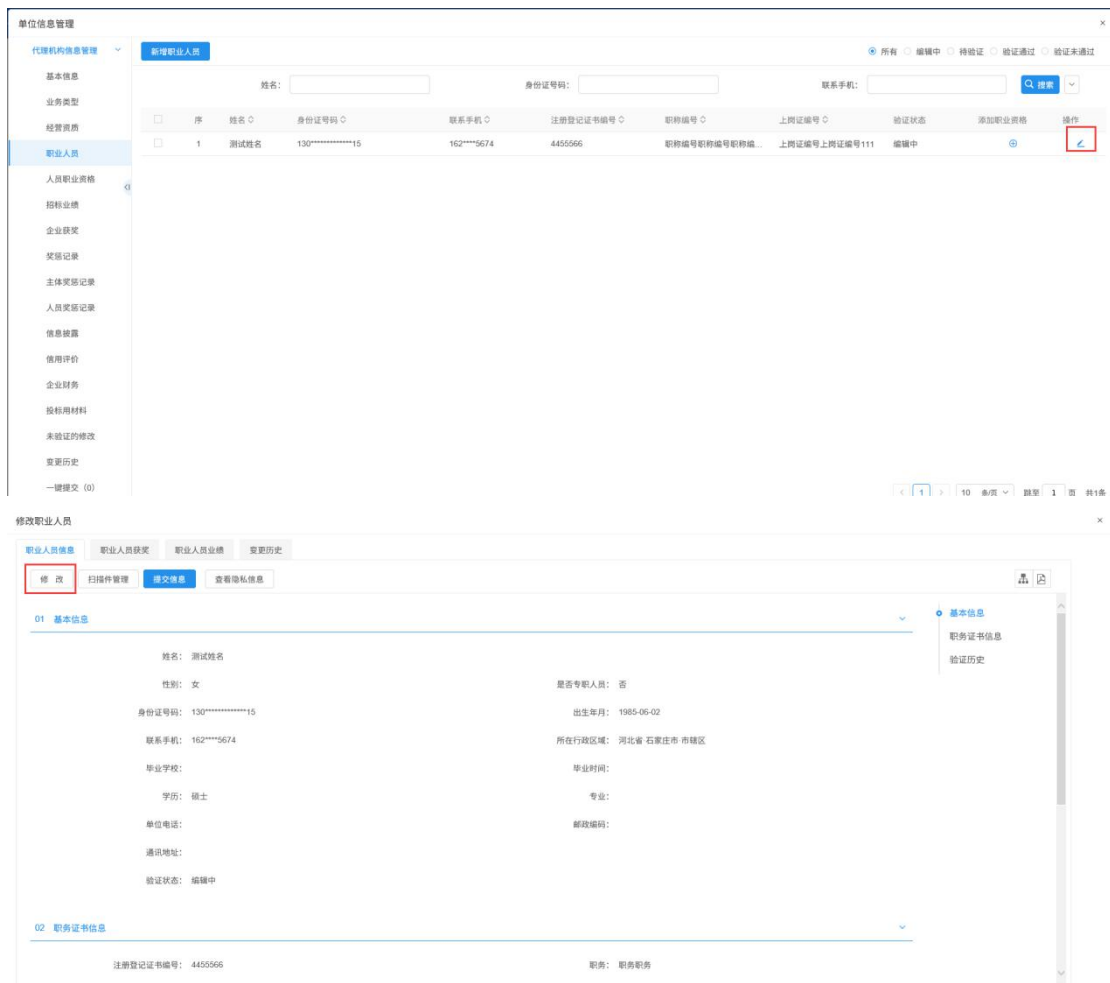 单位信息管理 ×
代理机构信息管理 新增职业人员 所有 编辑中 待验证 验证通过 验证未通过
基本信息 姓名： 身份证号码： 联系手机： 搜索
业务类型
经营资质 序 姓名 身份证号码 联系手机 注册登记证书编号 职称编号 上岗证编号 验证状态 添加职业资格 操作
职业人员 1 测试姓名 130*************15 162****5674 4455566 职称编号职称编号职称编... 上岗证编号上岗证编号111 编辑中
人员职业资格
招标业绩
企业获奖
奖惩记录
主体奖惩记录
人员奖惩记录
信息披露
信用评价
企业财务
投标用材料
未验证的修改
变更历史
一键提交（0） < 1 > 10 条/页 跳至 1 页 共1条
修改职业人员 ×
职业人员信息 职业人员获奖 职业人员业绩 变更历史
修 改 扫描件管理 提交信息 查看隐私信息
01 基本信息 基本信息
职务证书信息
姓名： 测试姓名 验证历史
性别： 女 是否专职人员： 否
身份证号码： 130*************15 出生年月： 1985-06-02
联系手机： 162****5674 所在行政区域： 河北省·石家庄市·市辖区
毕业学校： 毕业时间：
学历： 硕士 专业：
单位电话： 邮政编码：
通讯地址：
验证状态： 编辑中
02 职务证书信息
注册登记证书编号： 4455566 职务： 职务职务